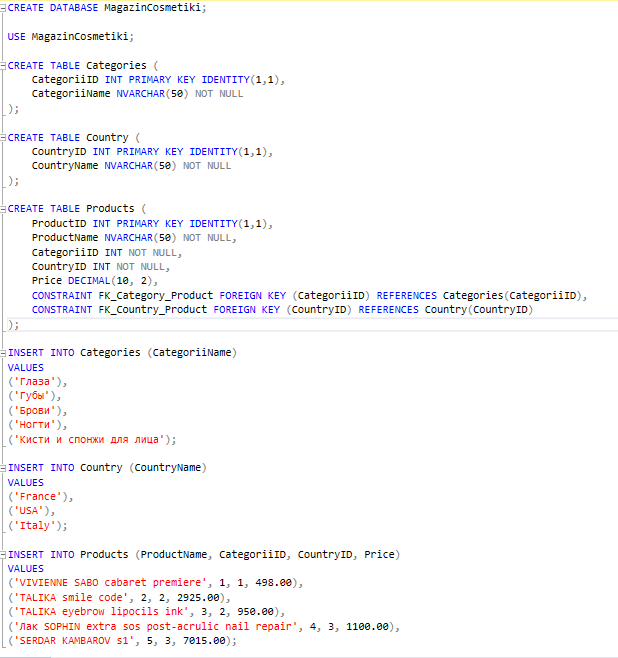 CREATE DATABASE MagazinCosmetiki;
USE MagazinCosmetiki;
CREATE TABLE Categories (
CategoriiID INT PRIMARY KEY IDENTITY(1,1),
CategoriiName NVARCHAR(50) NOT NULL
);
CREATE TABLE Country (
CountryID INT PRIMARY KEY IDENTITY(1,1),
CountryName NVARCHAR(50) NOT NULL
);
CREATE TABLE Products (
ProductID INT PRIMARY KEY IDENTITY(1,1),
ProductName NVARCHAR(50) NOT NULL,
CategoriiID INT NOT NULL,
CountryID INT NOT NULL,
Price DECIMAL(10, 2),
CONSTRAINT FK_Category_Product FOREIGN KEY (CategoriiID) REFERENCES Categories(CategoriiID),
CONSTRAINT FK_Country_Product FOREIGN KEY (CountryID) REFERENCES Country(CountryID)
);
INSERT INTO Categories (CategoriiName)
VALUES
('Глаза'),
('Губы'),
('Брови'),
('Ногти'),
('Кисти и спонжи для лица');
INSERT INTO Country (CountryName)
VALUES
('France'),
('USA'),
('Italy');
INSERT INTO Products (ProductName, CategoriiID, CountryID, Price)
VALUES
('VIVIENNE SABO cabaret premiere', 1, 1, 498.00),
('TALIKA smile code', 2, 2, 2925.00),
('TALIKA eyebrow lipocils ink', 3, 2, 950.00),
('Лак SOPHIN extra sos post-acrulic nail repair', 4, 3, 1100.00),
('SERDAR KAMBAROV s1', 5, 3, 7015.00);